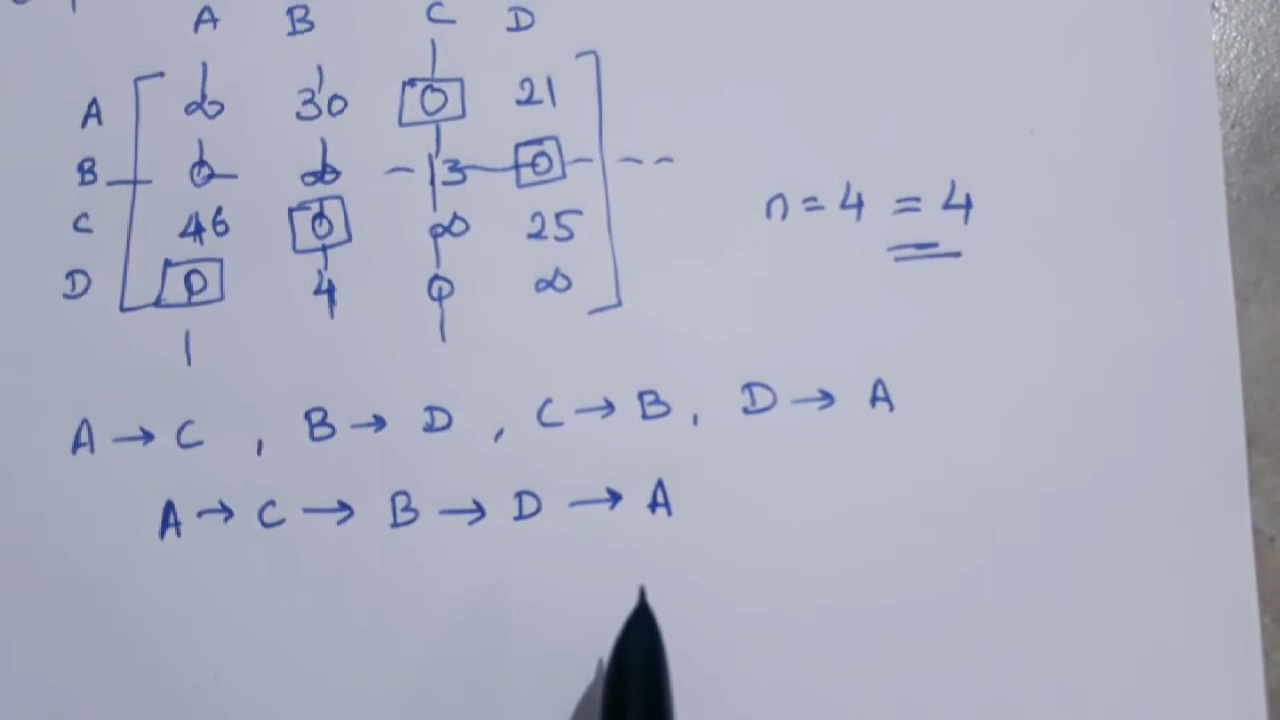 A B C D
A ∞ 30 0 21
B 0 ∞ 13 0
C 46 0 ∞ 25
D 0 4 0 ∞
n = 4 = 4
A → C , B → D , C → B , D → A
A → C → B → D → A